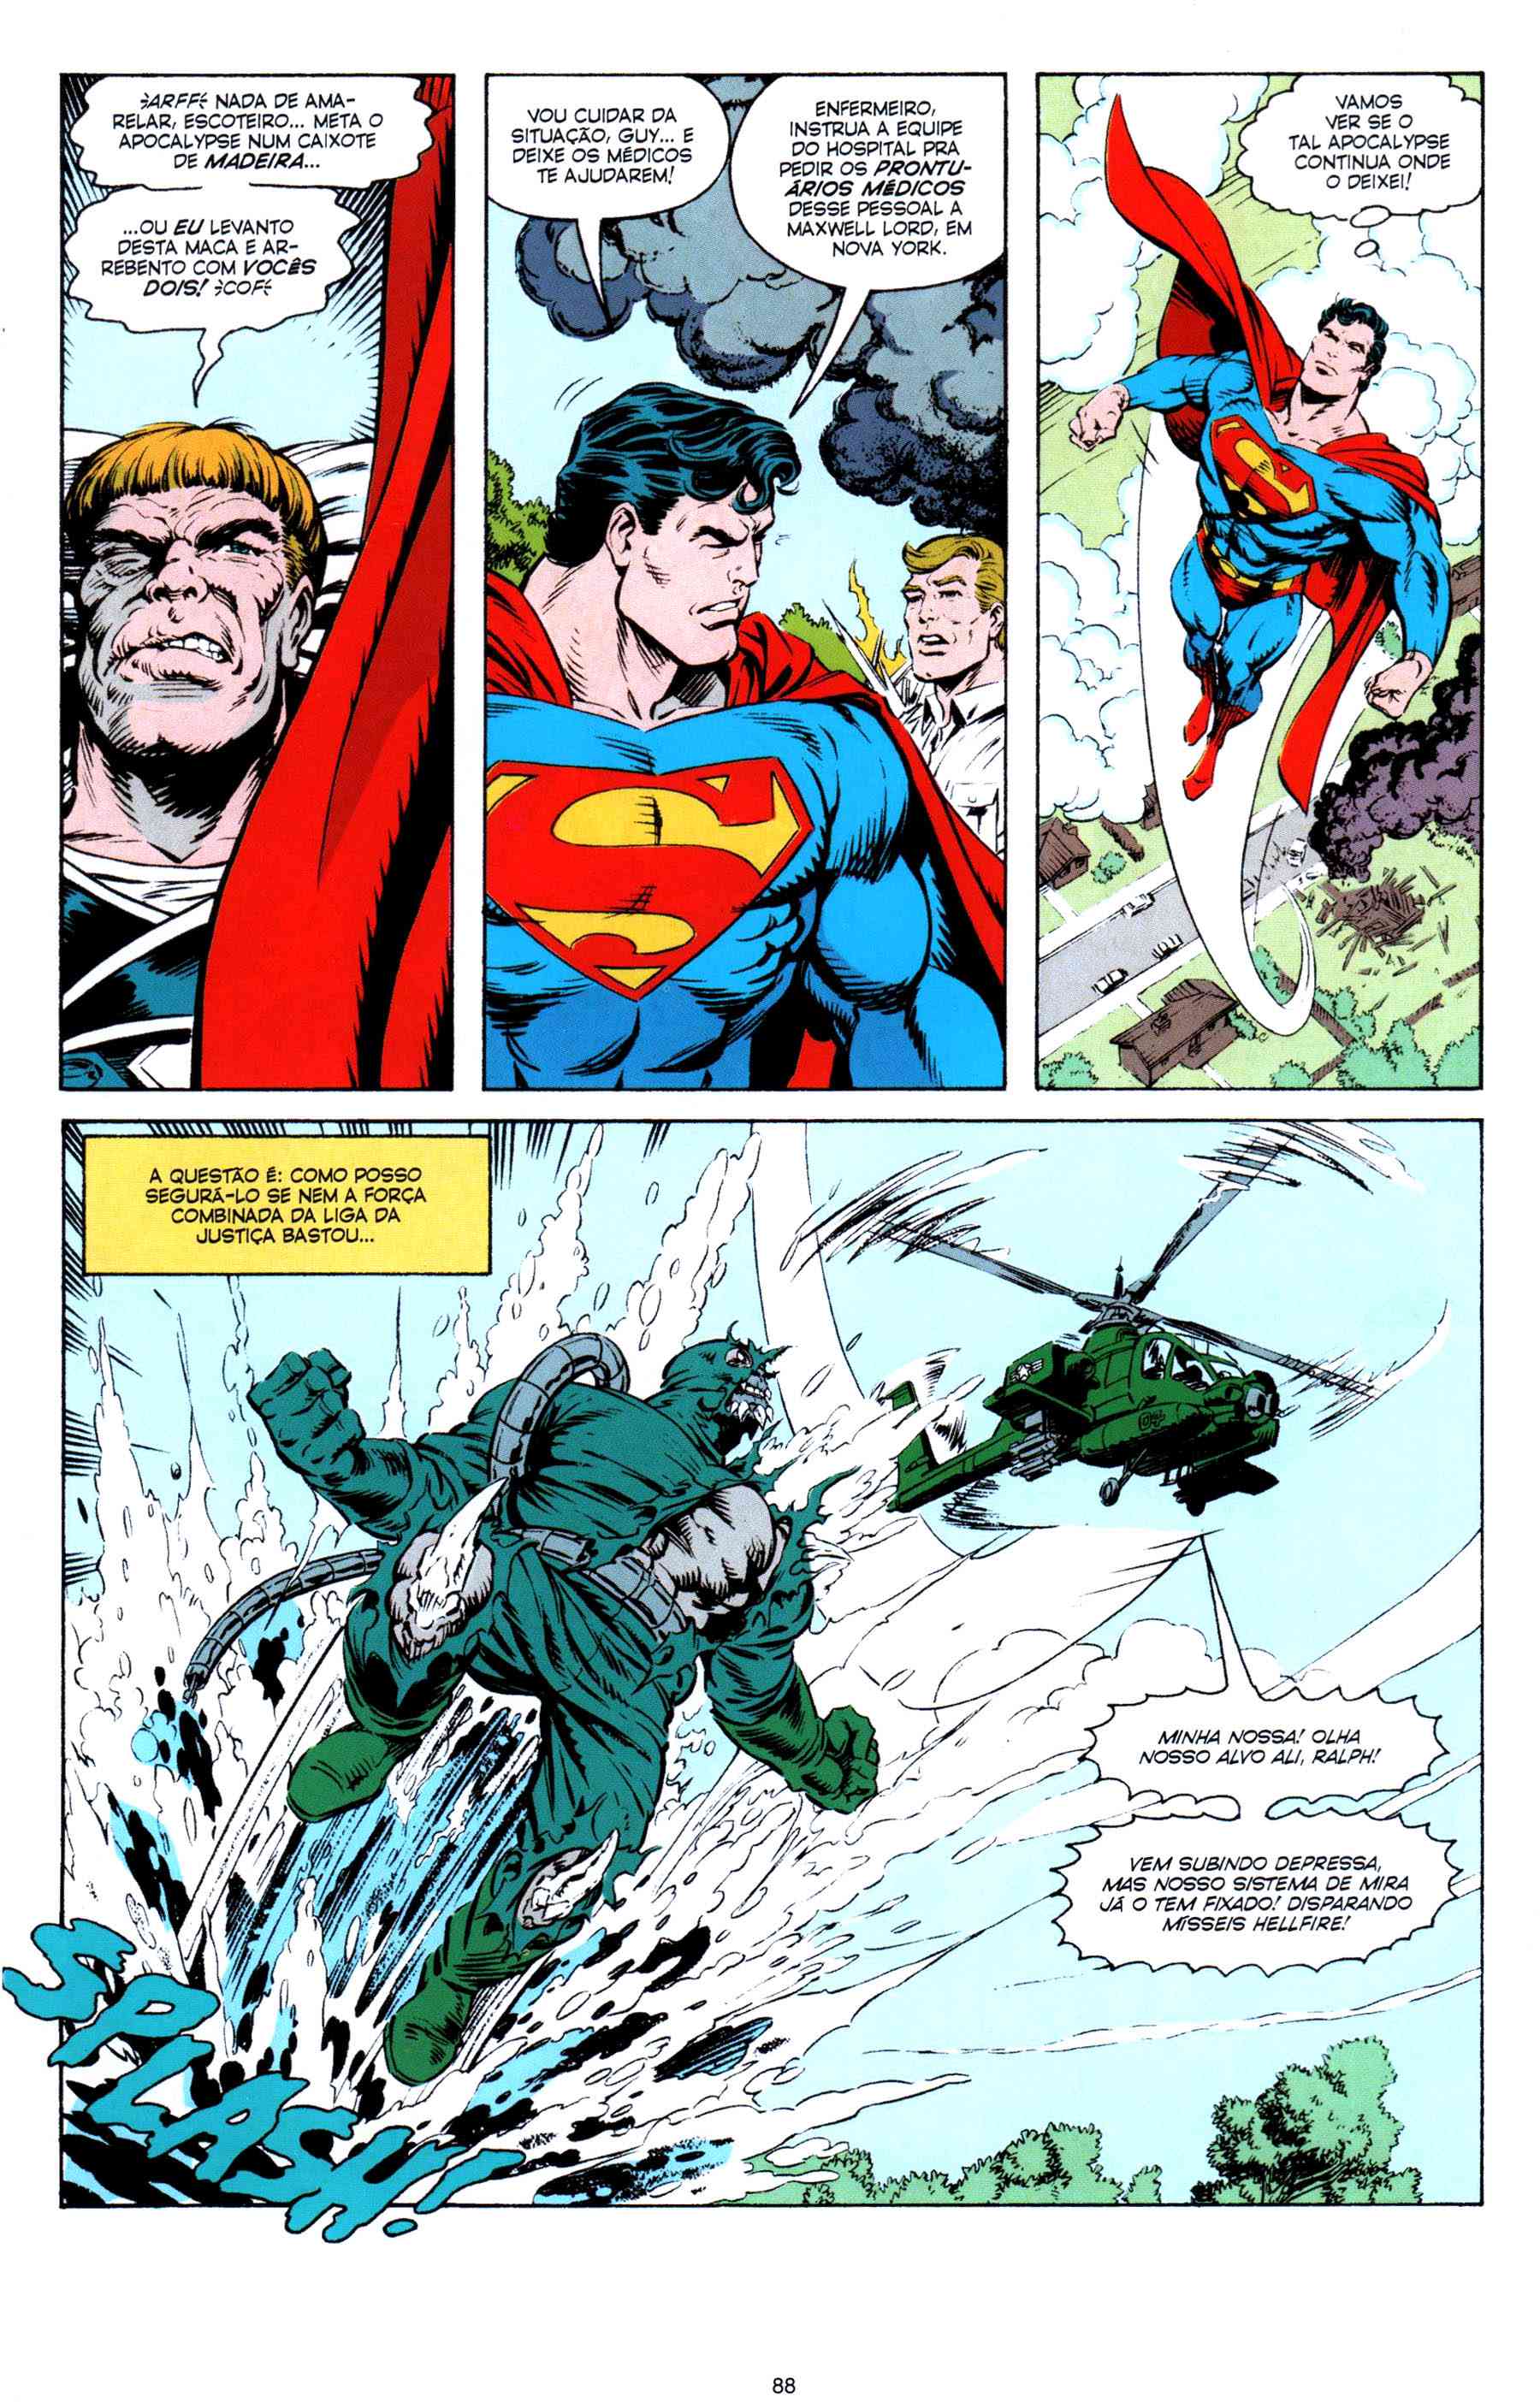 >ARFF< NADA DE AMA-
RELAR, ESCOTEIRO... META O
APOCALYPSE NUM CAIXOTE
DE MADEIRA...
...OU EU LEVANTO
DESTA MACA E AR-
REBENTO COM VOCÊS
DOIS! >COF<
VOU CUIDAR DA
SITUAÇÃO, GUY... E
DEIXE OS MÉDICOS
TE AJUDAREM!
ENFERMEIRO,
INSTRUA A EQUIPE
DO HOSPITAL PRA
PEDIR OS PRONTU-
ÁRIOS MÉDICOS
DESSE PESSOAL A
MAXWELL LORD, EM
NOVA YORK.
VAMOS
VER SE O
TAL APOCALYPSE
CONTINUA ONDE
O DEIXEI!
A QUESTÃO É: COMO POSSO
SEGURÁ-LO SE NEM A FORÇA
COMBINADA DA LIGA DA
JUSTIÇA BASTOU...
MINHA NOSSA! OLHA
NOSSO ALVO ALI, RALPH!
VEM SUBINDO DEPRESSA,
MAS NOSSO SISTEMA DE MIRA
JÁ O TEM FIXADO! DISPARANDO
MÍSSEIS HELLFIRE!
SPLASH!
88